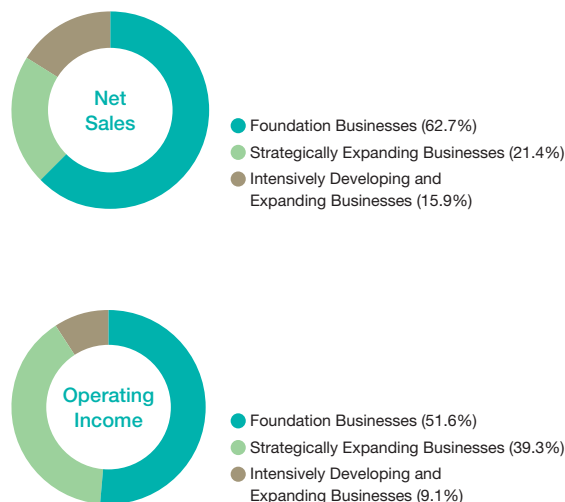 Net
Sales
Foundation Businesses (62.7%)
Strategically Expanding Businesses (21.4%)
Intensively Developing and
Expanding Businesses (15.9%)
Operating
Income
Foundation Businesses (51.6%)
Strategically Expanding Businesses (39.3%)
Intensively Developing and
Expanding Businesses (9.1%)